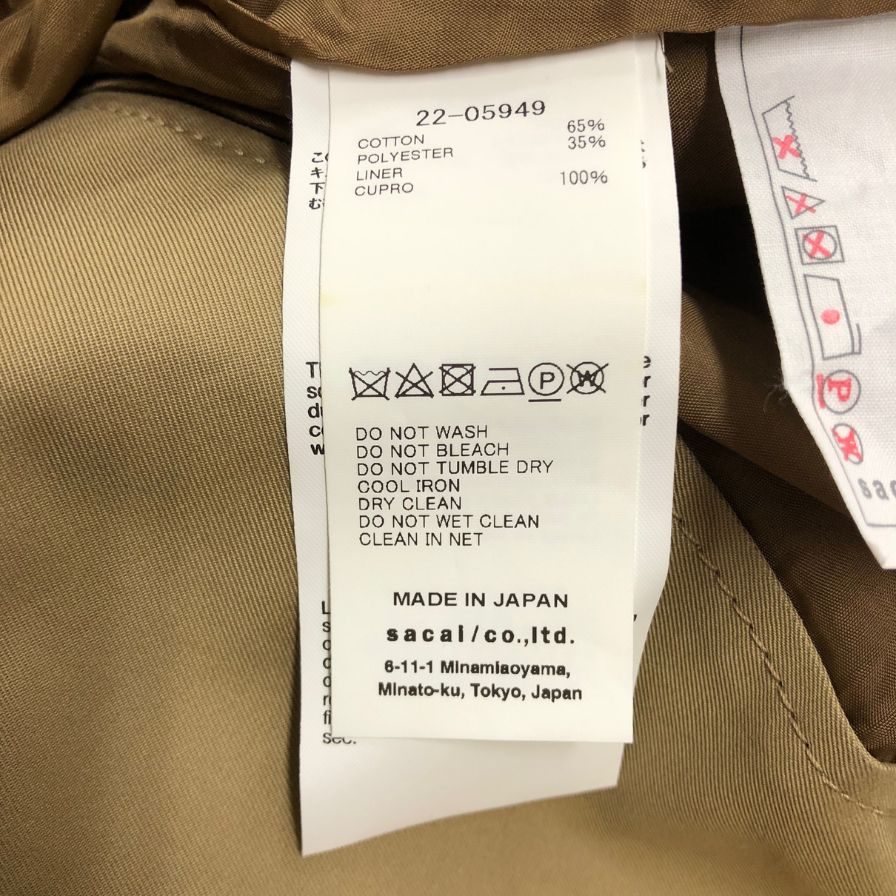 22-05949
COTTON 65%
POLYESTER 35%
LINER
CUPRO 100%
P
W
DO NOT WASH
DO NOT BLEACH
DO NOT TUMBLE DRY
COOL IRON
DRY CLEAN
DO NOT WET CLEAN
CLEAN IN NET
MADE IN JAPAN
sacai/co.,ltd.
6-11-1 Minamiaoyama,
Minato-ku, Tokyo, Japan
sec.
P
sac